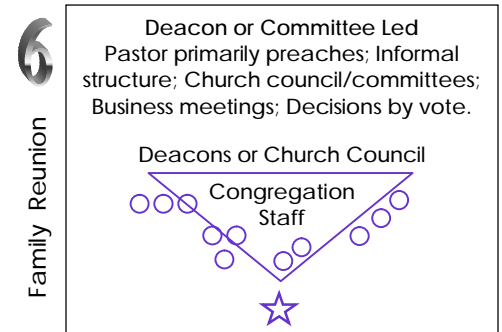 6
Family Reunion
Deacon or Committee Led
Pastor primarily preaches; Informal
structure; Church council/committees;
Business meetings; Decisions by vote.
Deacons or Church Council
Congregation
Staff